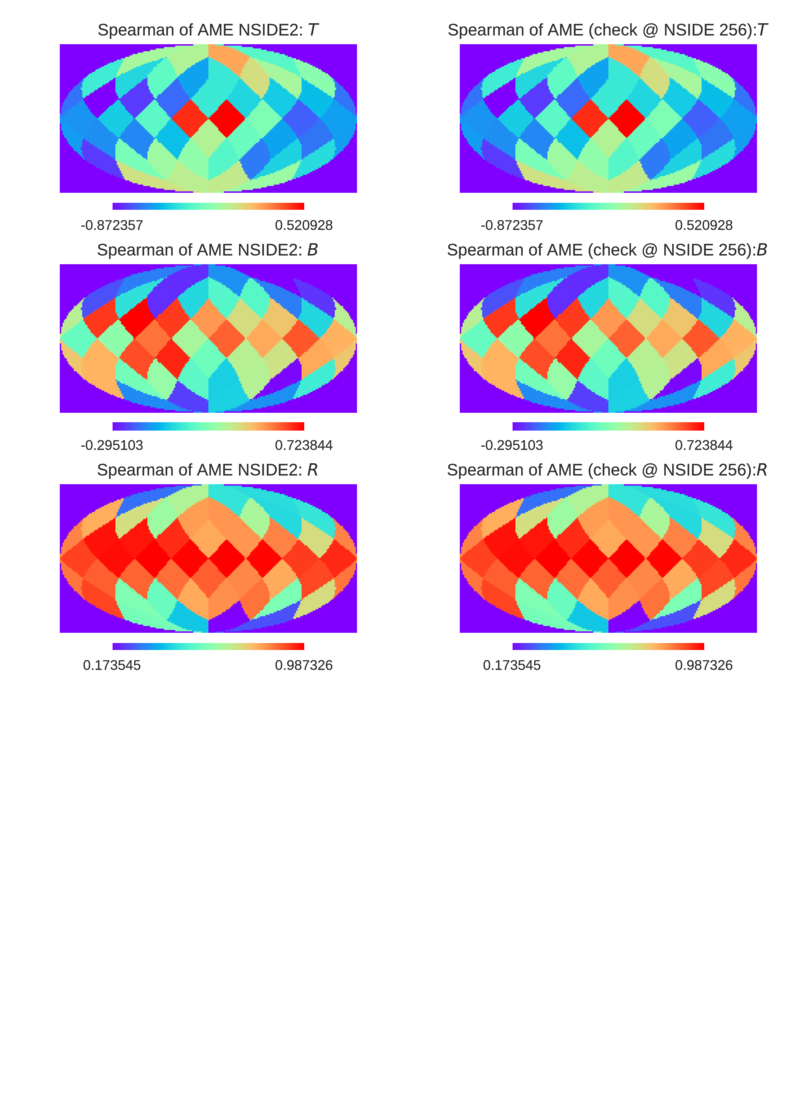 Spearman of AME NSIDE2: T
Spearman of AME (check @ NSIDE 256):T
-0.872357 0.520928
-0.872357 0.520928
Spearman of AME NSIDE2: B
Spearman of AME (check @ NSIDE 256):B
-0.295103 0.723844
-0.295103 0.723844
Spearman of AME NSIDE2: R
Spearman of AME (check @ NSIDE 256):R
0.173545 0.987326
0.173545 0.987326